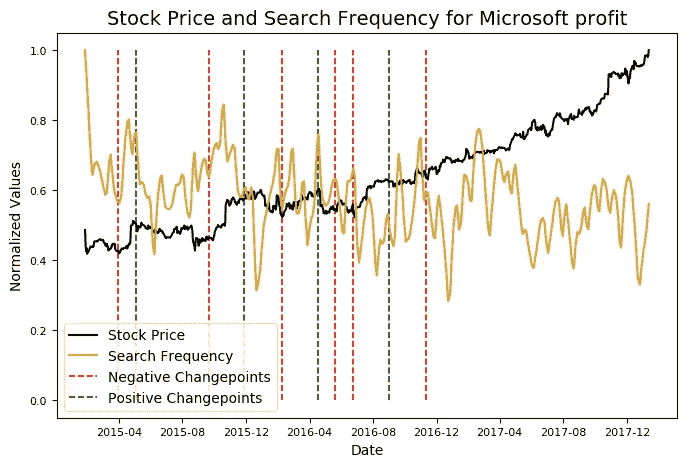 Stock Price and Search Frequency for Microsoft profit
1.0
0.8
0.6
0.4
0.2
0.0
Normalized Values
Stock Price
Search Frequency
Negative Changepoints
Positive Changepoints
2015-04 2015-08 2015-12 2016-04 2016-08 2016-12 2017-04 2017-08 2017-12
Date